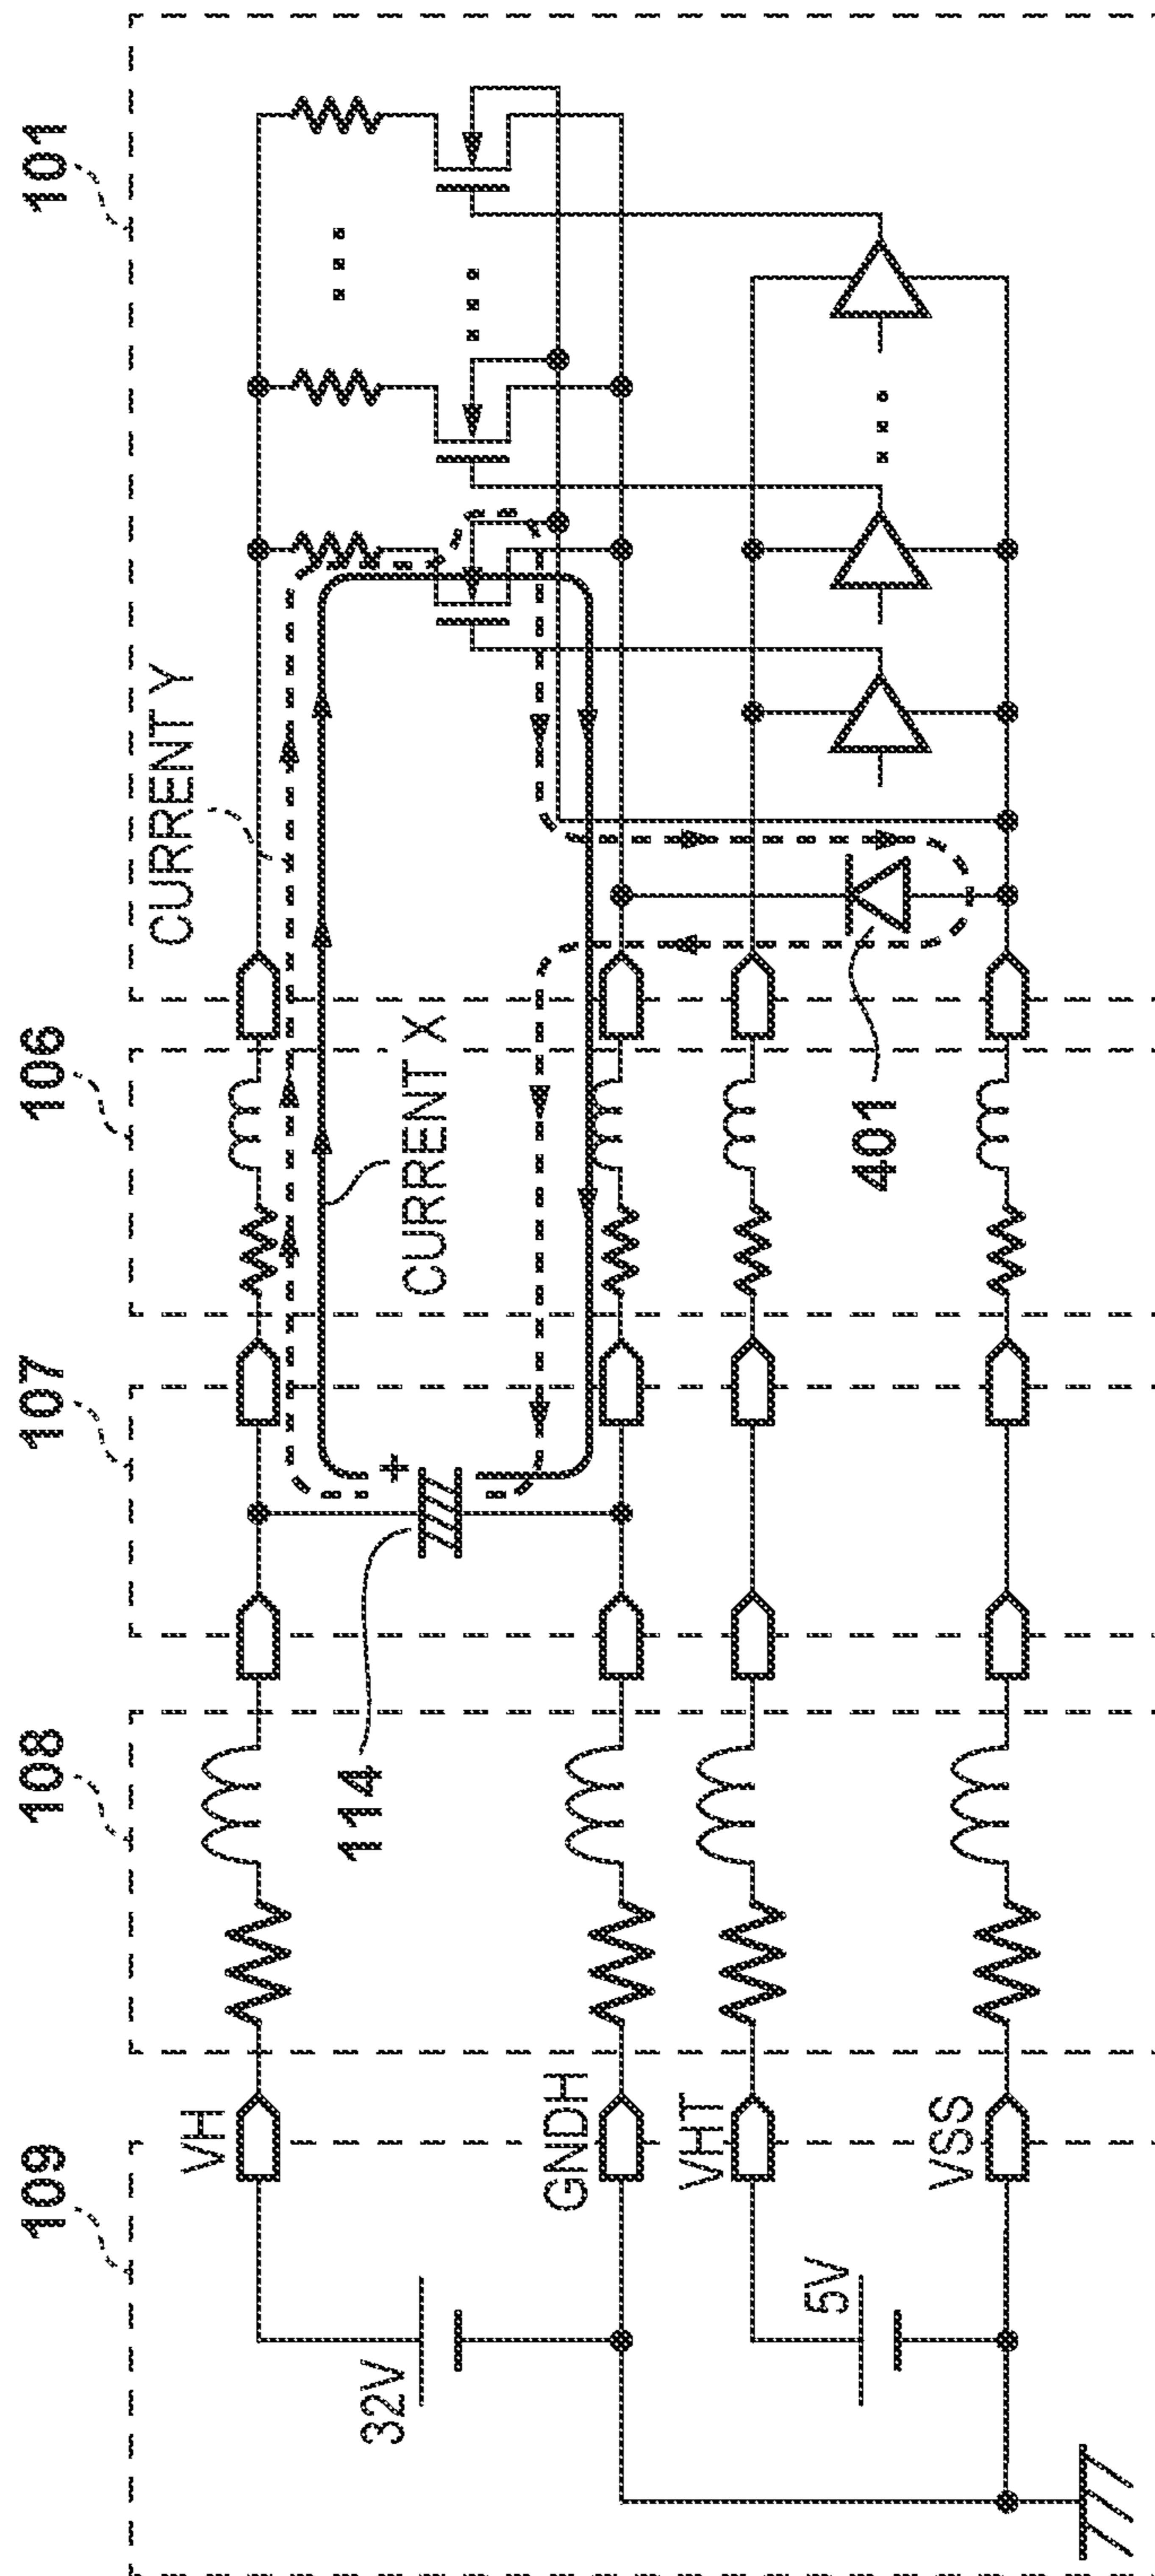 109
108
107
106
101
VH
GNDH
VHT
VSS
32V
5V
114
CURRENT X
CURRENT Y
401
+